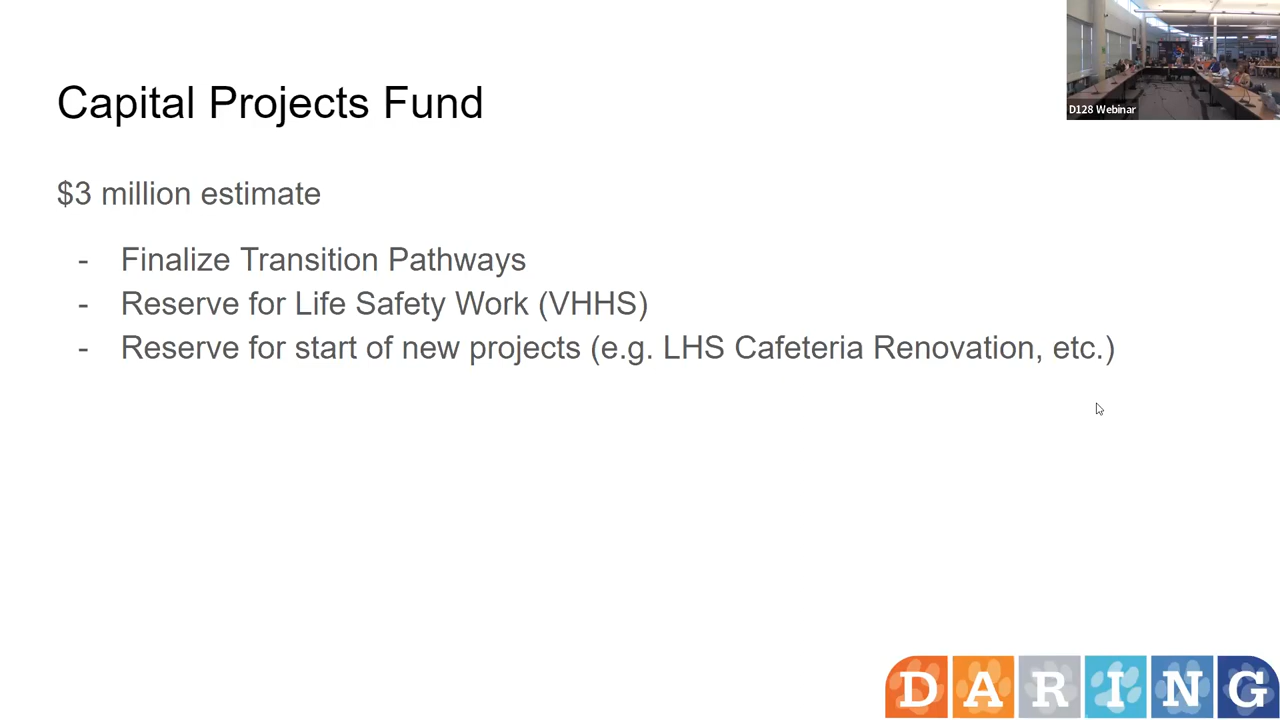 D128 Webinar
Capital Projects Fund
$3 million estimate
- Finalize Transition Pathways
- Reserve for Life Safety Work (VHHS)
- Reserve for start of new projects (e.g. LHS Cafeteria Renovation, etc.)
DARING